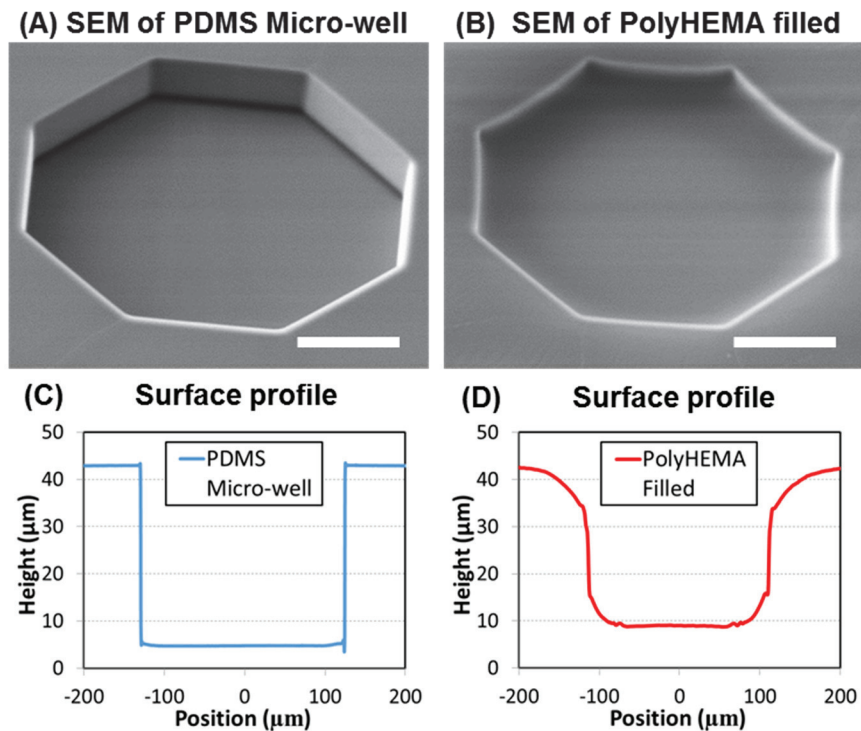 (A) SEM of PDMS Micro-well
(B) SEM of PolyHEMA filled
(C) Surface profile
50
40
30
20
10
0
Height (µm)
PDMS
Micro-well
-200
-100
0
100
200
Position (µm)
(D) Surface profile
50
40
30
20
10
0
Height (µm)
PolyHEMA
Filled
-200
-100
0
100
200
Position (µm)